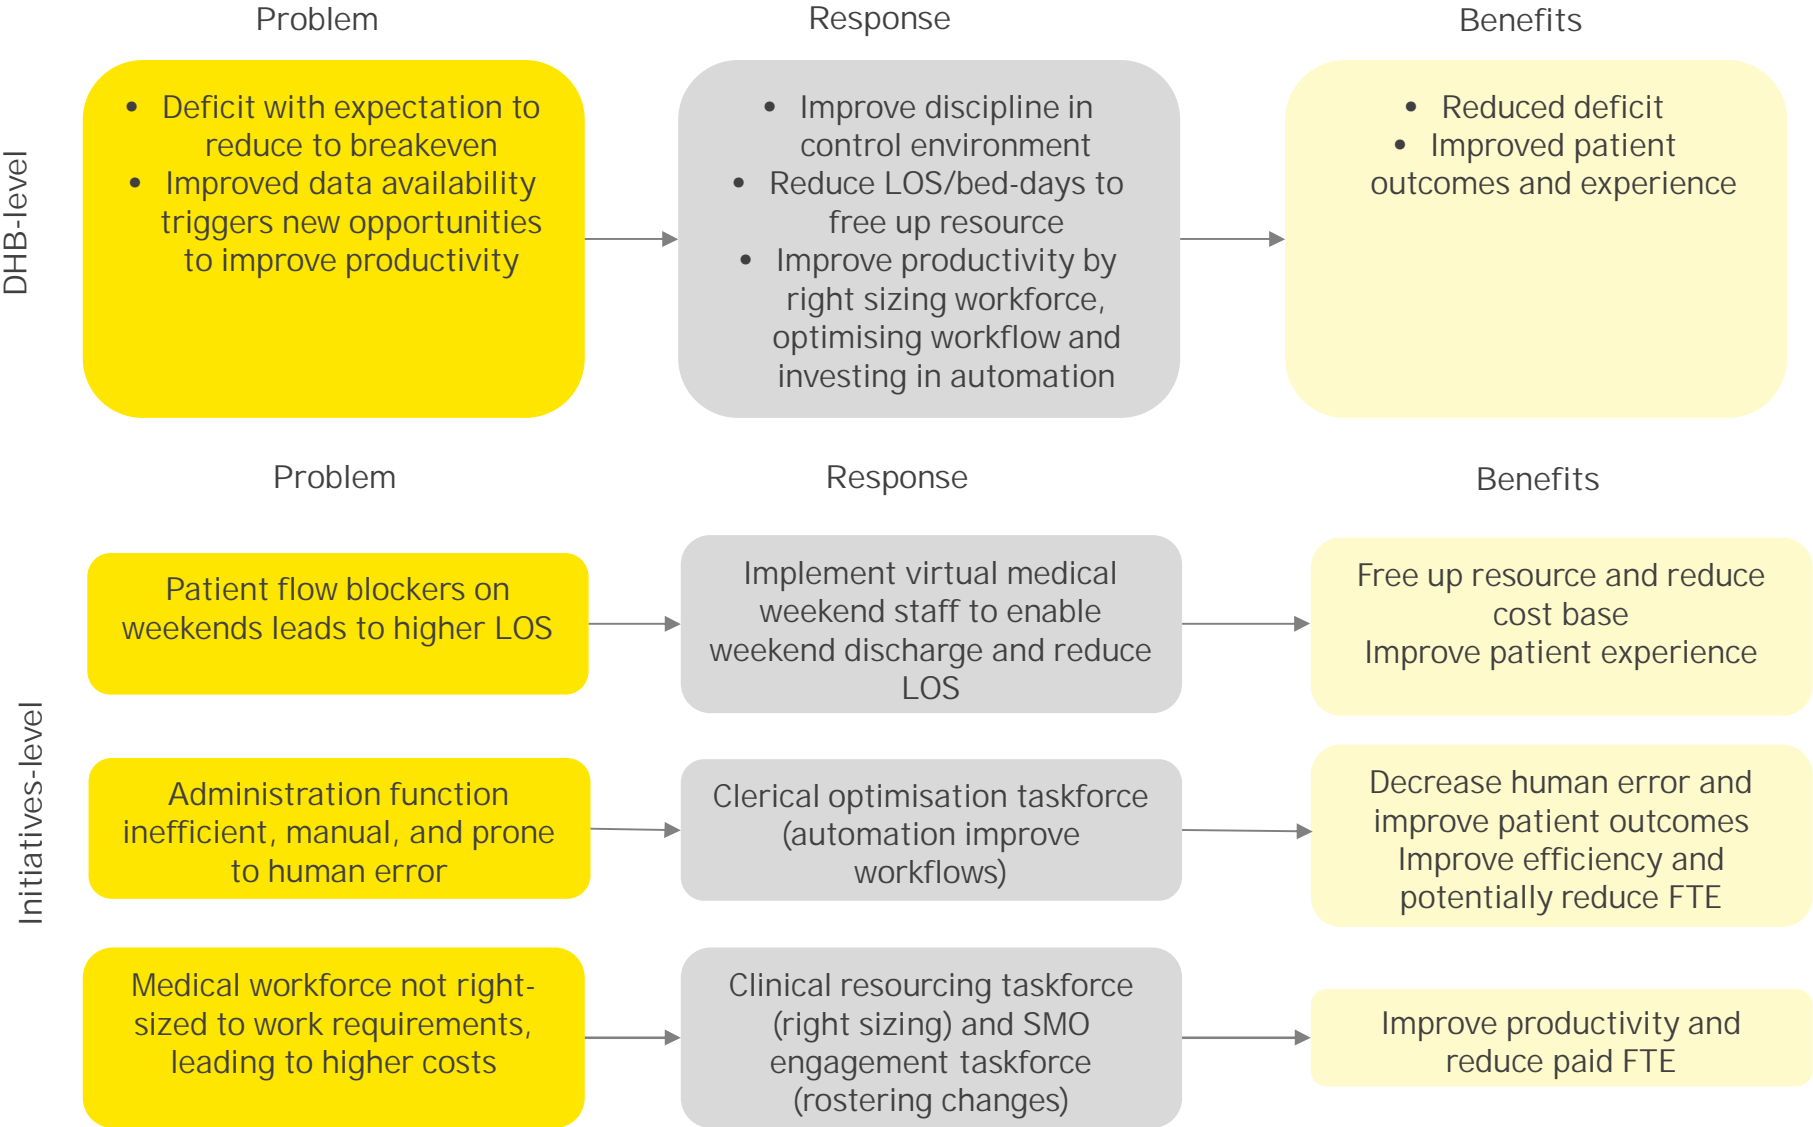 Problem
Response
Benefits
DHB-level
• Deficit with expectation to
reduce to breakeven
• Improved data availability
triggers new opportunities
to improve productivity
• Improve discipline in
control environment
• Reduce LOS/bed-days to
free up resource
• Improve productivity by
right sizing workforce,
optimising workflow and
investing in automation
• Reduced deficit
• Improved patient
outcomes and experience
Problem
Response
Benefits
Initiatives-level
Patient flow blockers on
weekends leads to higher LOS
Implement virtual medical
weekend staff to enable
weekend discharge and reduce
LOS
Free up resource and reduce
cost base
Improve patient experience
Administration function
inefficient, manual, and prone
to human error
Clerical optimisation taskforce
(automation improve
workflows)
Decrease human error and
improve patient outcomes
Improve efficiency and
potentially reduce FTE
Medical workforce not right-
sized to work requirements,
leading to higher costs
Clinical resourcing taskforce
(right sizing) and SMO
engagement taskforce
(rostering changes)
Improve productivity and
reduce paid FTE